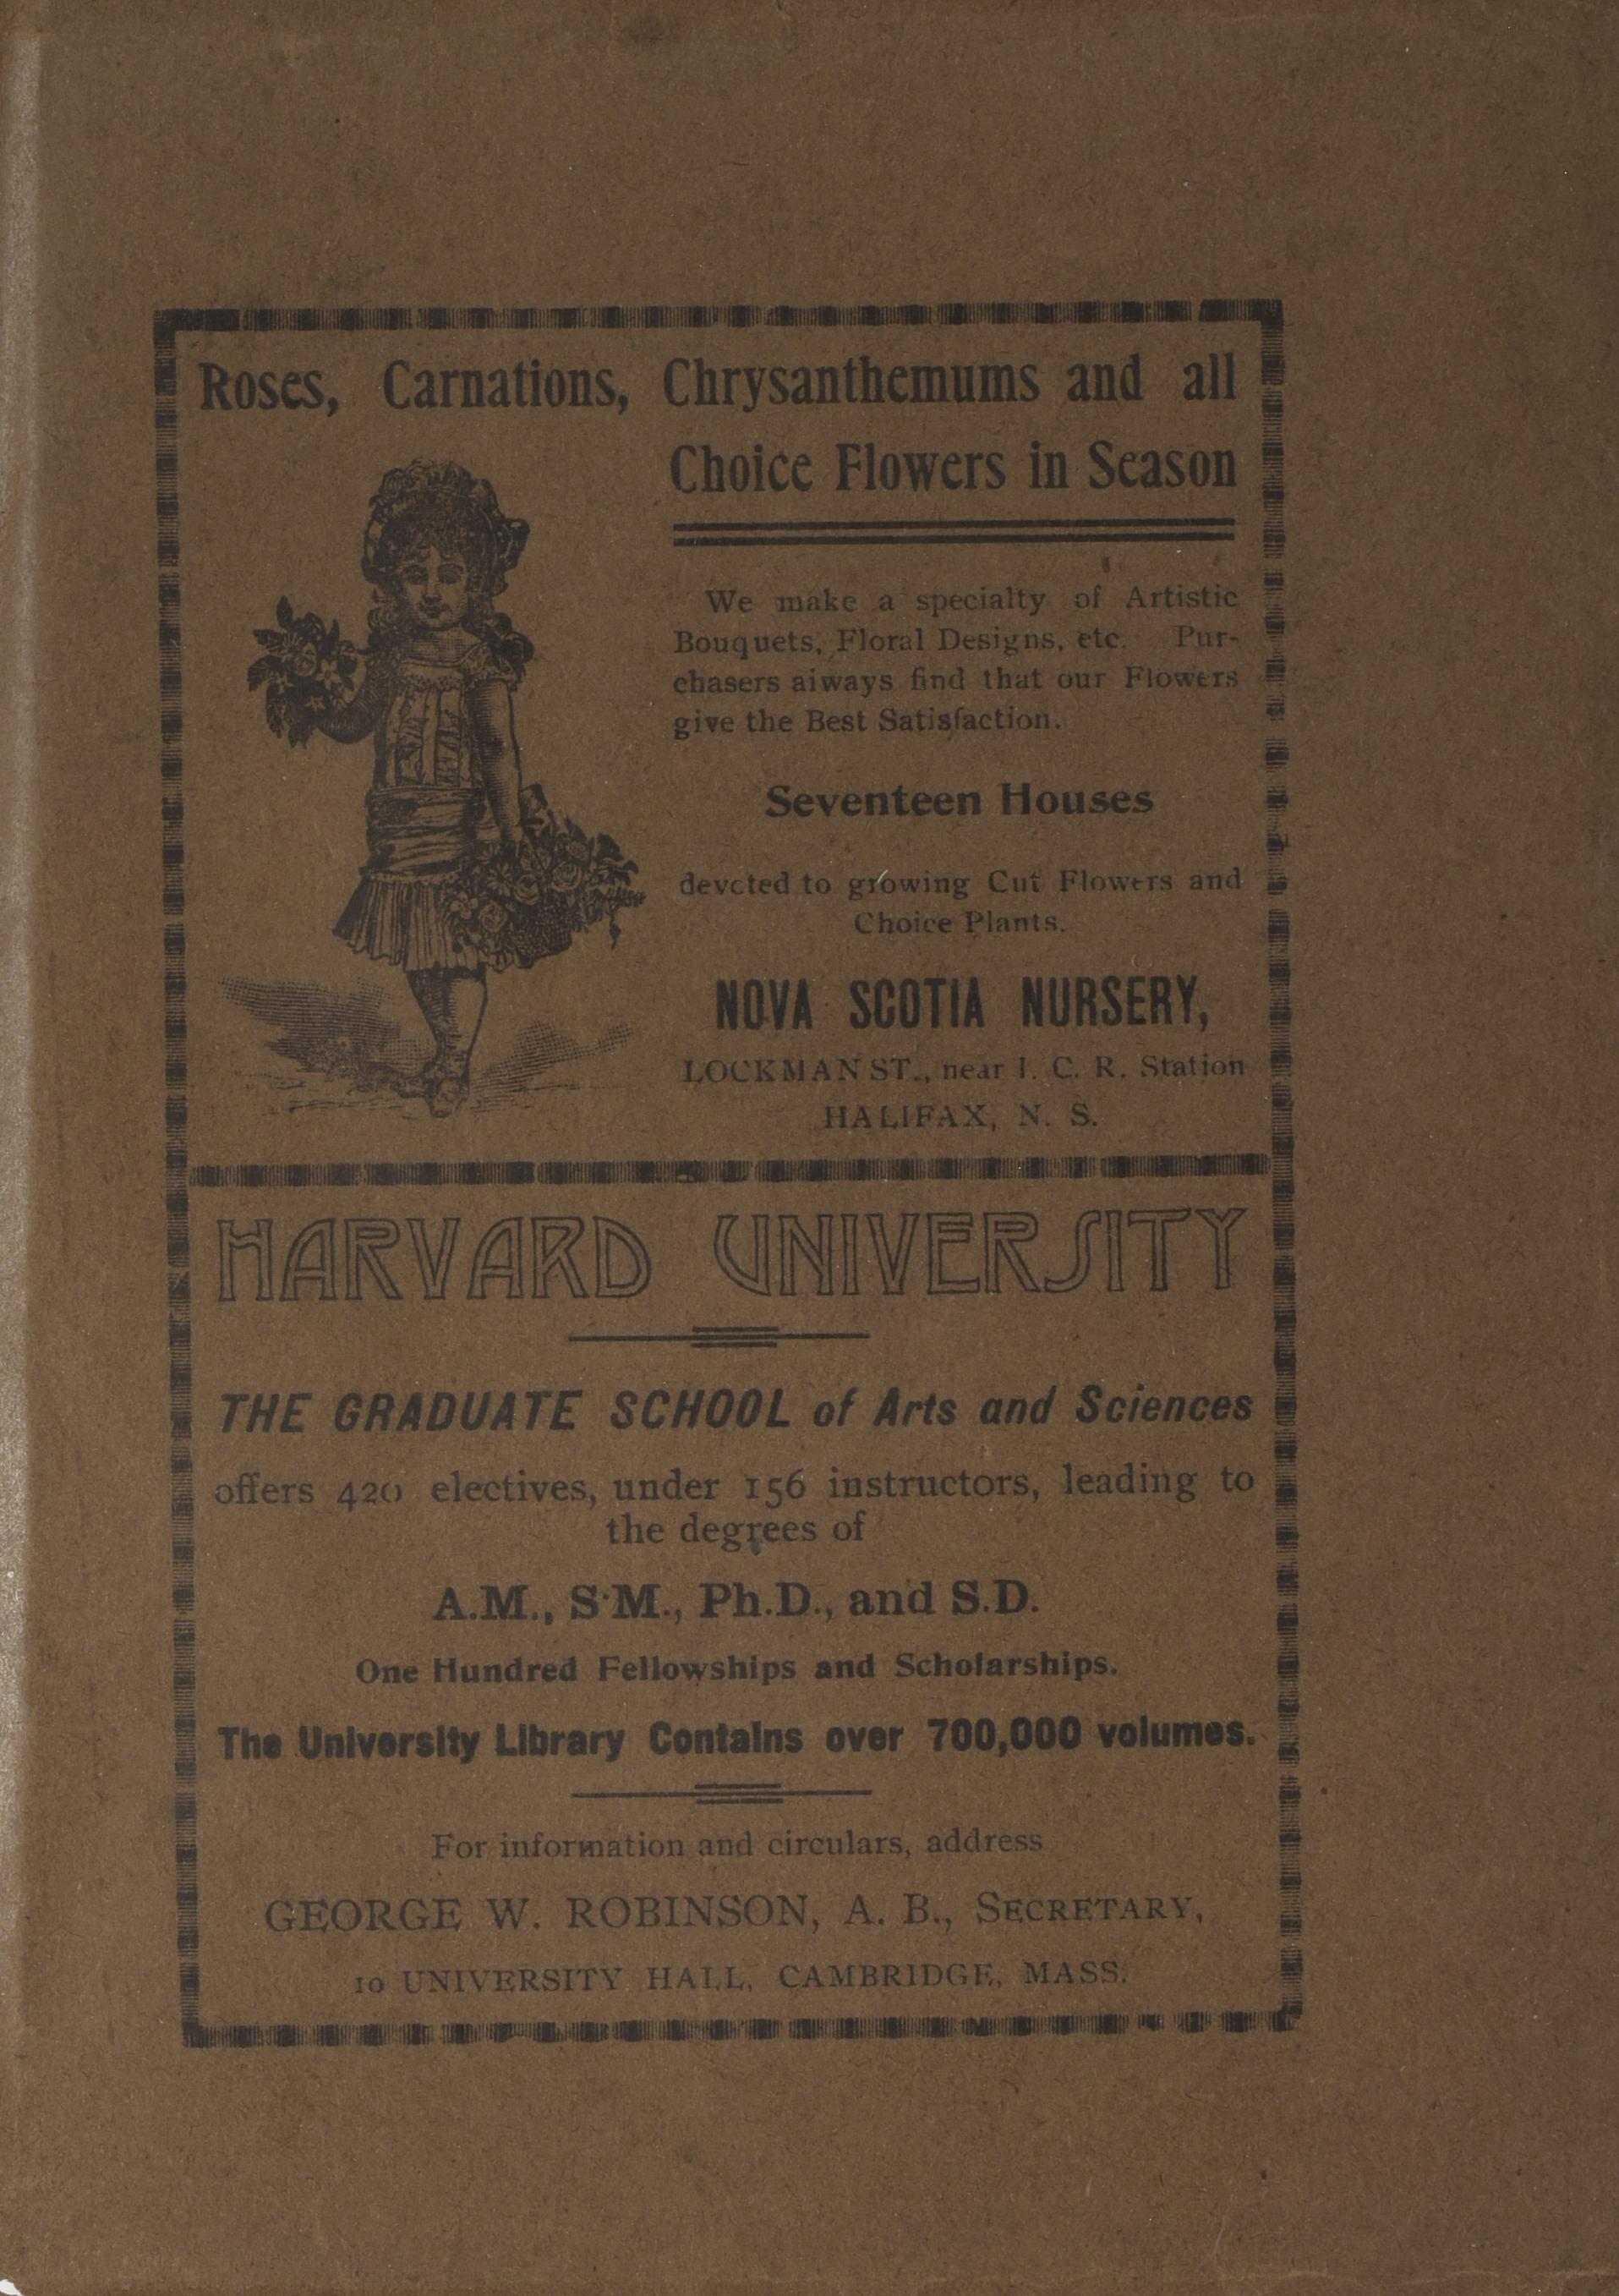 Roses, Carnations, Chrysanthemums and all
Choice Flowers in Season
We make a specialty of Artistic
Bouquets, Floral Designs, etc. Pur-
chasers aiways find that our Flowers
give the Best Satisfaction.
Seventeen Houses
devcted to growing Cut Flowers and
Choice Plants.
NOVA SCOTIA NURSERY,
LOCKMAN ST., near I. C. R. Station
HALIFAX, N. S.
HARVARD UNIVERSITY
THE GRADUATE SCHOOL of Arts and Sciences
offers 420 electives, under 156 instructors, leading to
the degrees of
A.M., S.M., Ph.D., and S.D.
One Hundred Fellowships and Scholarships.
The University Library Contains over 700,000 volumes.
For information and circulars, address
GEORGE W. ROBINSON, A. B., SECRETARY,
10 UNIVERSITY HALL, CAMBRIDGE, MASS.